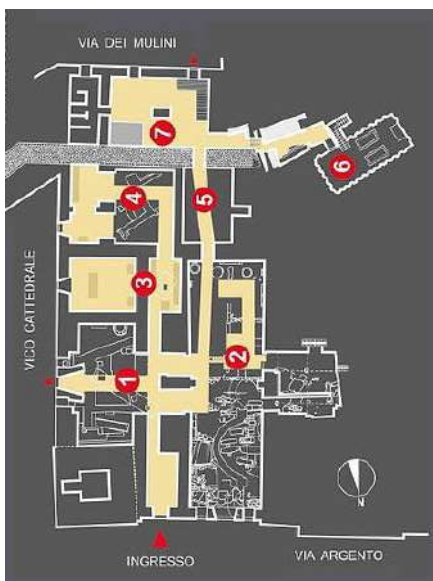 VIA DEI MULINI
7
6
4
5
VICO CATTEDRALE
3
2
1
N
INGRESSO
VIA ARGENTO